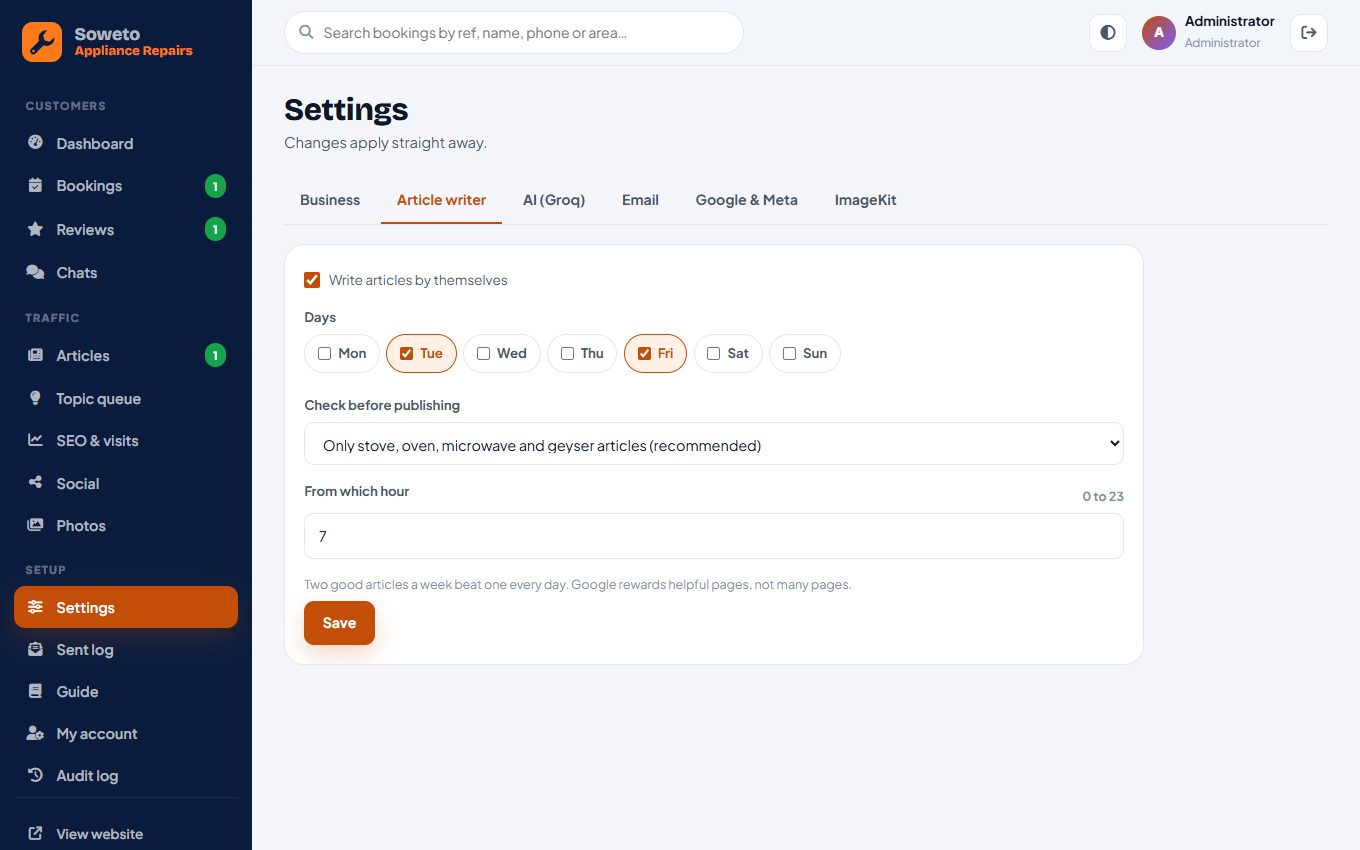 Soweto
Appliance Repairs
CUSTOMERS
Dashboard
Bookings 1
Reviews 1
Chats
TRAFFIC
Articles 1
Topic queue
SEO & visits
Social
Photos
SETUP
Settings
Sent log
Guide
My account
Audit log
View website
Search bookings by ref, name, phone or area...
A
Administrator
Administrator
Settings
Changes apply straight away.
Business Article writer AI (Groq) Email Google & Meta ImageKit
Write articles by themselves
Days
Mon Tue Wed Thu Fri Sat Sun
Check before publishing
Only stove, oven, microwave and geyser articles (recommended)
From which hour 0 to 23
7
Two good articles a week beat one every day. Google rewards helpful pages, not many pages.
Save